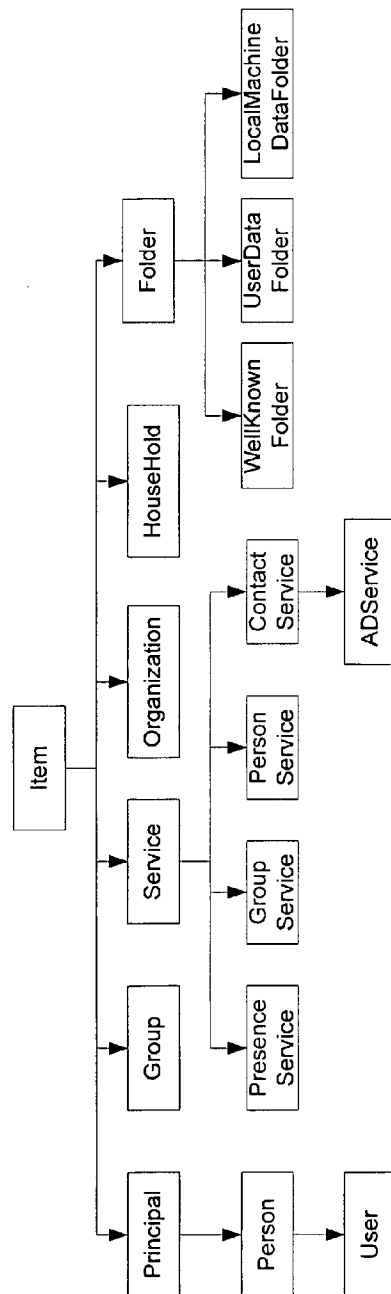 Item
Principal
Group
Service
Organization
HouseHold
Folder
Person
Presence
Service
Group
Service
Person
Service
Contact
Service
WellKnown
Folder
UserData
Folder
LocalMachine
DataFolder
User
ADService